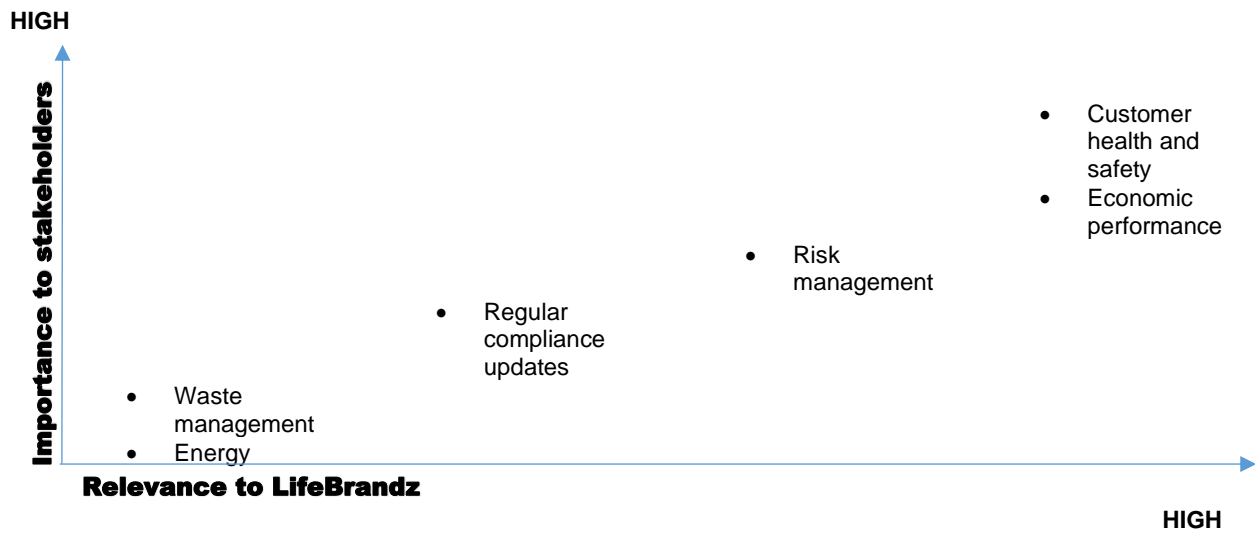 HIGH
Importance to stakeholders
• Customer
health and
safety
• Economic
performance
• Risk
management
• Regular
compliance
updates
• Waste
management
• Energy
Relevance to LifeBrandz
HIGH